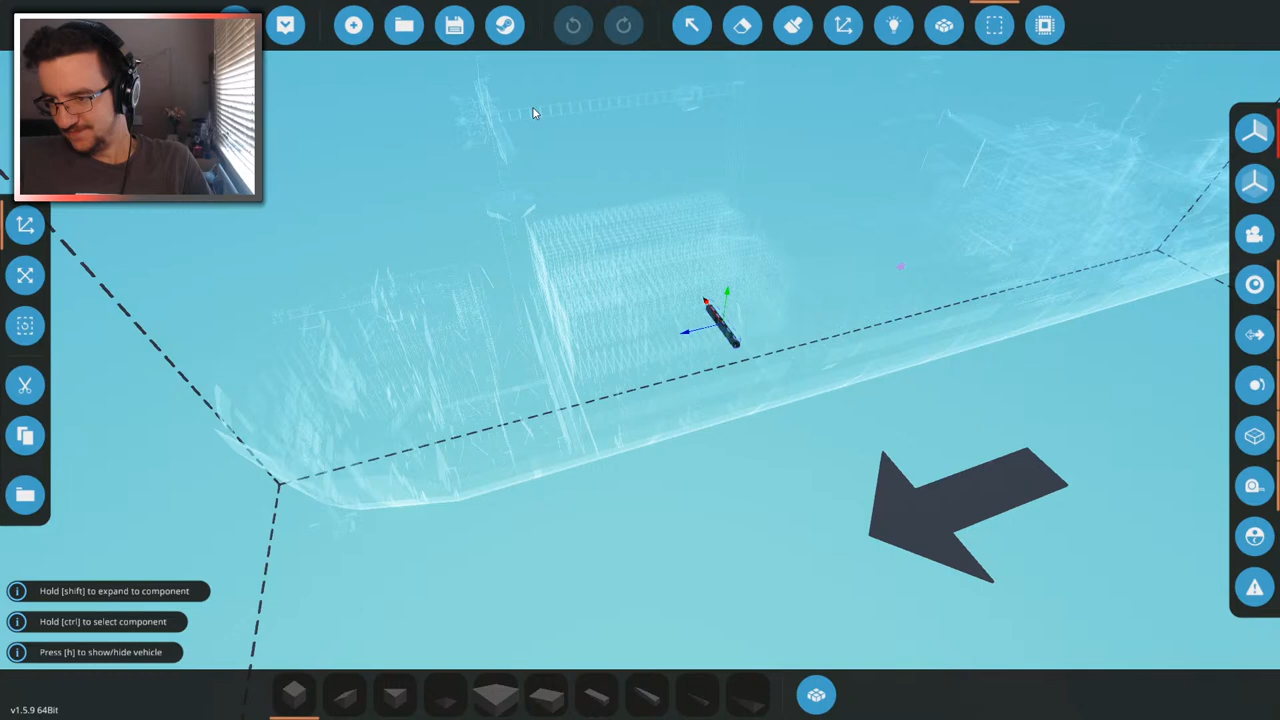 Hold [shift] to expand to component
Hold [ctrl] to select component
Press [h] to show/hide vehicle
v1.5.9 64Bit